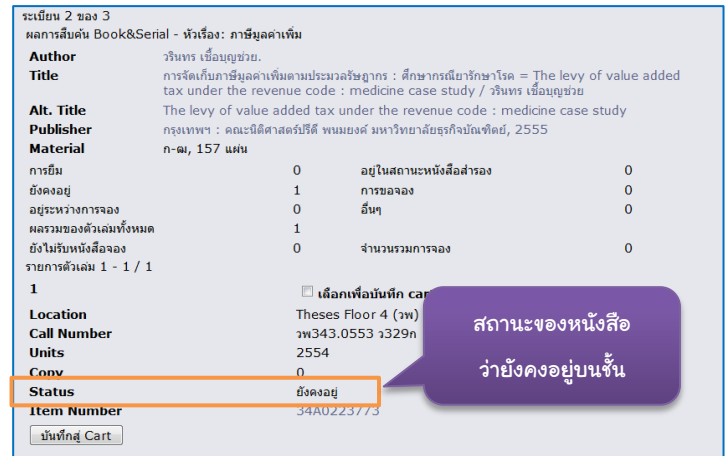 ระเบียน 2 ของ 3
ผลการสืบค้น Book&Serial - หัวเรื่อง: ภาษีมูลค่าเพิ่ม
Author วรินทร เชื้อบุญช่วย.
Title การจัดเก็บภาษีมูลค่าเพิ่มตามประมวลรัษฎากร : ศึกษากรณียารักษาโรค = The levy of value added
tax under the revenue code : medicine case study / วรินทร เชื้อบุญช่วย
Alt. Title The levy of value added tax under the revenue code : medicine case study
Publisher กรุงเทพฯ : คณะนิติศาสตร์ปรีดี พนมยงค์ มหาวิทยาลัยธุรกิจบัณฑิตย์, 2555
Material ก-ฒ, 157 แผ่น
การยืม 0 อยู่ในสถานะหนังสือสำรอง 0
ยังคงอยู่ 1 การขอจอง 0
อยู่ระหว่างการจอง 0 อื่นๆ 0
ผลรวมของตัวเล่มทั้งหมด 1
ยังไม่รับหนังสือจอง 0 จำนวนรวมการจอง 0
รายการตัวเล่ม 1 - 1 / 1
1 เลือกเพื่อบันทึก
Location Theses Floor 4 (วพ)
Call Number วพ343.0553 ว329ก
Units 2554
Copy 0
Status ยังคงอยู่
Item Number 34A0223773
บันทึกสู่ Cart
สถานะของหนังสือ
ว่ายังคงอยู่บนชั้น